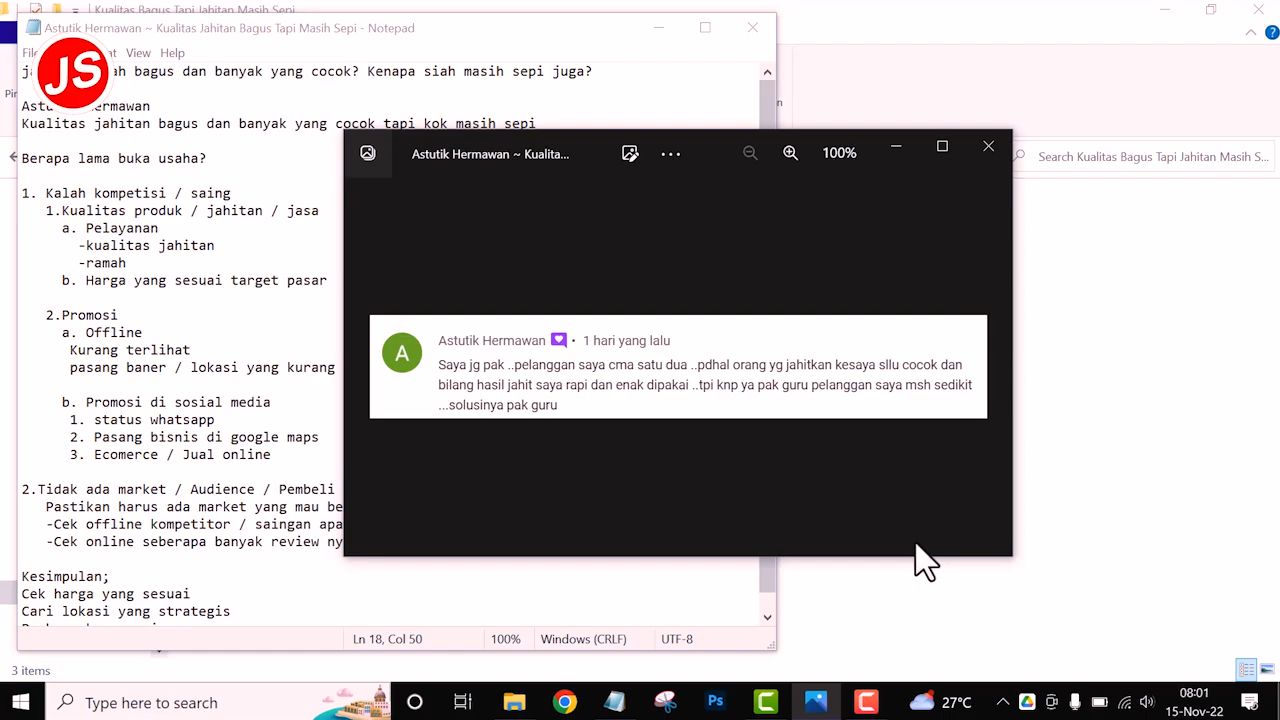 Kualitas Bagus Tapi Jahitan Masih Sepi
Astutik Hermawan ~ Kualitas Jahitan Bagus Tapi Masih Sepi - Notepad
View Help
JS
bagus dan banyak yang cocok? Kenapa siah masih sepi juga?
Kualitas jahitan bagus dan banyak yang cocok tapi kok masih sepi
Berapa lama buka usaha?
1. Kalah kompetisi / saing
1.Kualitas produk / jahitan / jasa
a. Pelayanan
-kualitas jahitan
-ramah
b. Harga yang sesuai target pasar
2.Promosi
a. Offline
Kurang terlihat
pasang baner / lokasi yang kurang
b. Promosi di sosial media
1. status whatsapp
2. Pasang bisnis di google maps
3. Ecomerce / Jual online
2.Tidak ada market / Audience / Pembeli
Pastikan harus ada market yang mau be
-Cek offline kompetitor / saingan apa
-Cek online seberapa banyak review ny
Kesimpulan;
Cek harga yang sesuai
Cari lokasi yang strategis
Ln 18, Col 50 100% Windows (CRLF) UTF-8
Astutik Hermawan ~ Kualita... 100%
Search Kualitas Bagus Tapi Jahitan Masih S...
A
Astutik Hermawan • 1 hari yang lalu
Saya jg pak ..pelanggan saya cma satu dua ..pdhal orang yg jahitkan kesaya sllu cocok dan
bilang hasil jahit saya rapi dan enak dipakai ..tpi knp ya pak guru pelanggan saya msh sedikit
...solusinya pak guru
3 items
Type here to search
Ps
C
C
27°C
08:01
15-Nov-22